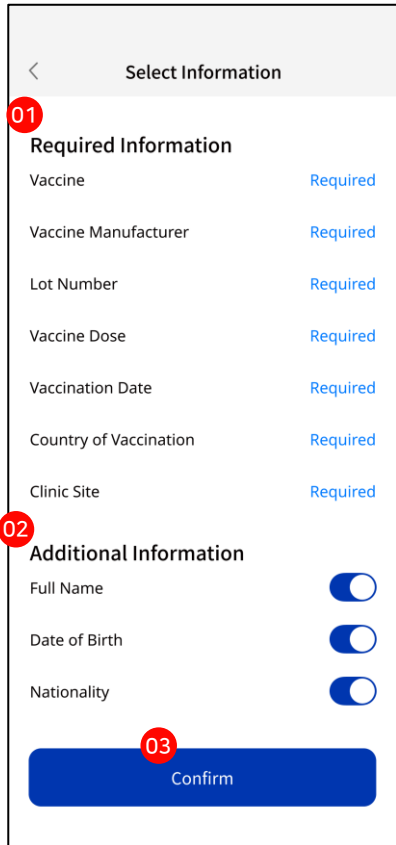 Select Information
01
Required Information
Vaccine Required
Vaccine Manufacturer Required
Lot Number Required
Vaccine Dose Required
Vaccination Date Required
Country of Vaccination Required
Clinic Site Required
02
Additional Information
Full Name
Date of Birth
Nationality
03
Confirm